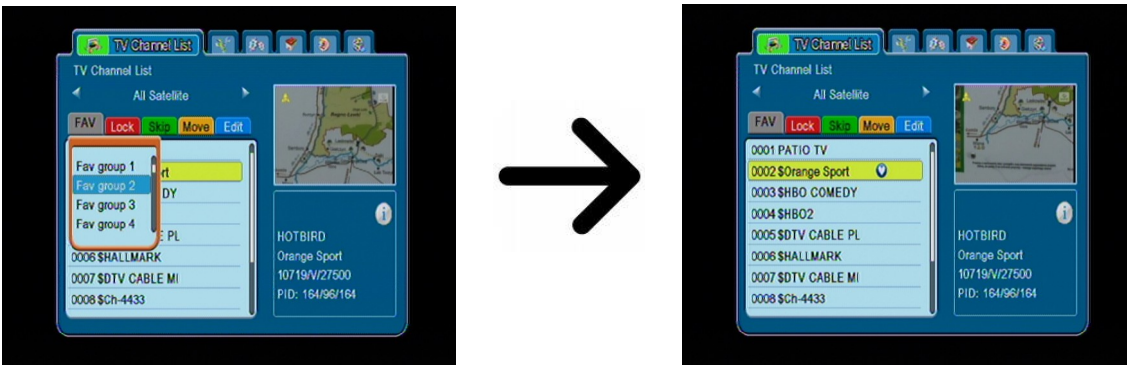 TV Channel List
TV Channel List
All Satellite
FAV Lock Skip Move Edit
Fav group 1
Fav group 2
Fav group 3
Fav group 4
rt
DY
E PL
0006 $HALLMARK
0007 $DTV CABLE MI
0008 $Ch-4433
HOTBIRD
Orange Sport
10719/V/27500
PID: 164/96/164
TV Channel List
TV Channel List
All Satellite
FAV Lock Skip Move Edit
0001 PATIO TV
0002 $Orange Sport
0003 $HBO COMEDY
0004 $HBO2
0005 $DTV CABLE PL
0006 $HALLMARK
0007 $DTV CABLE MI
0008 $Ch-4433
HOTBIRD
Orange Sport
10719/V/27500
PID: 164/96/164